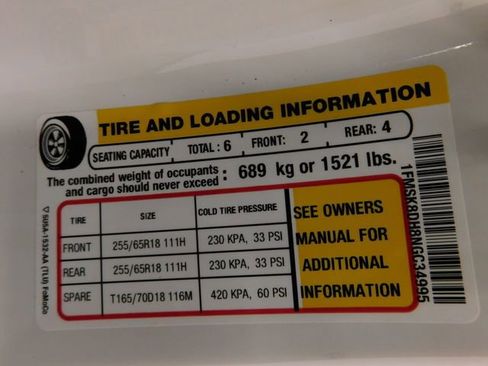 TIRE AND LOADING INFORMATION
SEATING CAPACITY TOTAL : 6 FRONT: 2 REAR: 4
The combined weight of occupants
and cargo should never exceed : 689 kg or 1521 lbs.
TIRE SIZE COLD TIRE PRESSURE
FRONT 255/65R18 111H 230 KPA, 33 PSI
REAR 255/65R18 111H 230 KPA, 33 PSI
SPARE T165/70D18 116M 420 KPA, 60 PSI
SEE OWNERS
MANUAL FOR
ADDITIONAL
INFORMATION